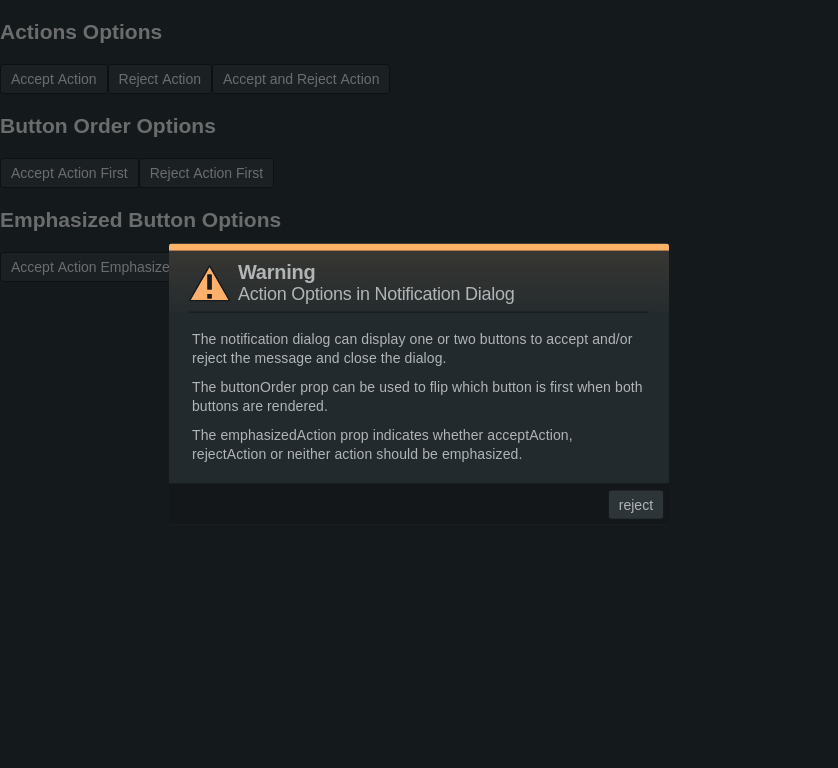 Actions Options
Accept Action Reject Action Accept and Reject Action
Button Order Options
Accept Action First Reject Action First
Emphasized Button Options
Accept Action Emphasize
Warning
Action Options in Notification Dialog
The notification dialog can display one or two buttons to accept and/or
reject the message and close the dialog.
The buttonOrder prop can be used to flip which button is first when both
buttons are rendered.
The emphasizedAction prop indicates whether acceptAction,
rejectAction or neither action should be emphasized.
reject